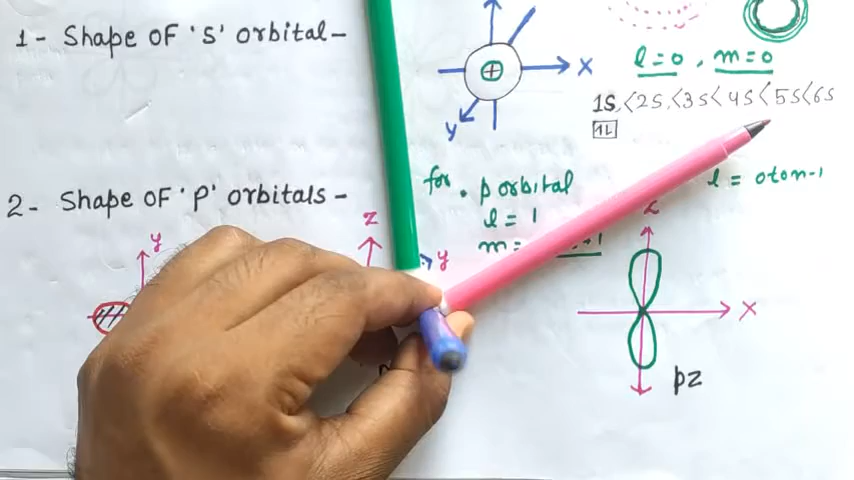 1- Shape OF 'S' orbital-
X
y
l=0, m=0
1S,<2S,<3S<4S<5S<6S
1L
2- Shape OF 'P' orbitals-
for . p orbital
l = 1
m=
l = 0 to n-1
y
z
y
z
X
pz